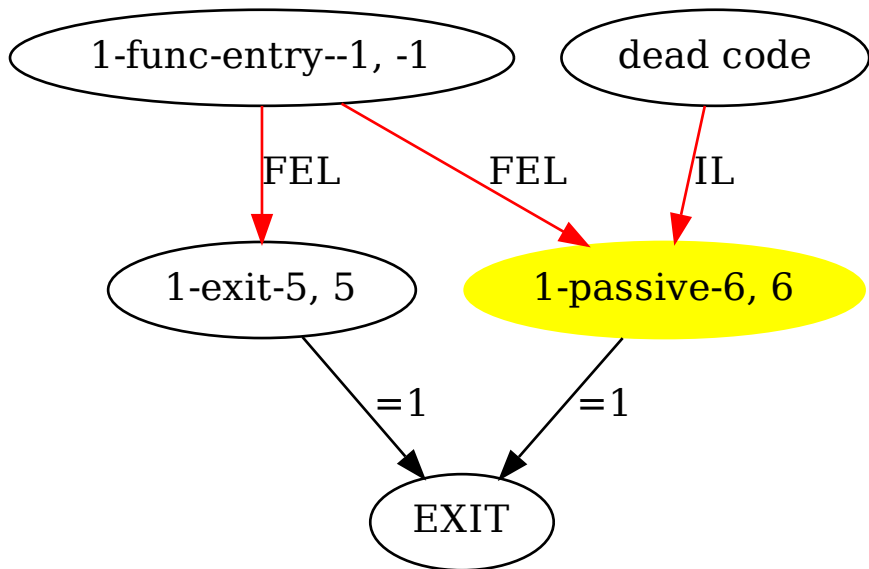 1-func-entry--1, -1
dead code
FEL
FEL
IL
1-exit-5, 5
1-passive-6, 6
=1
=1
EXIT